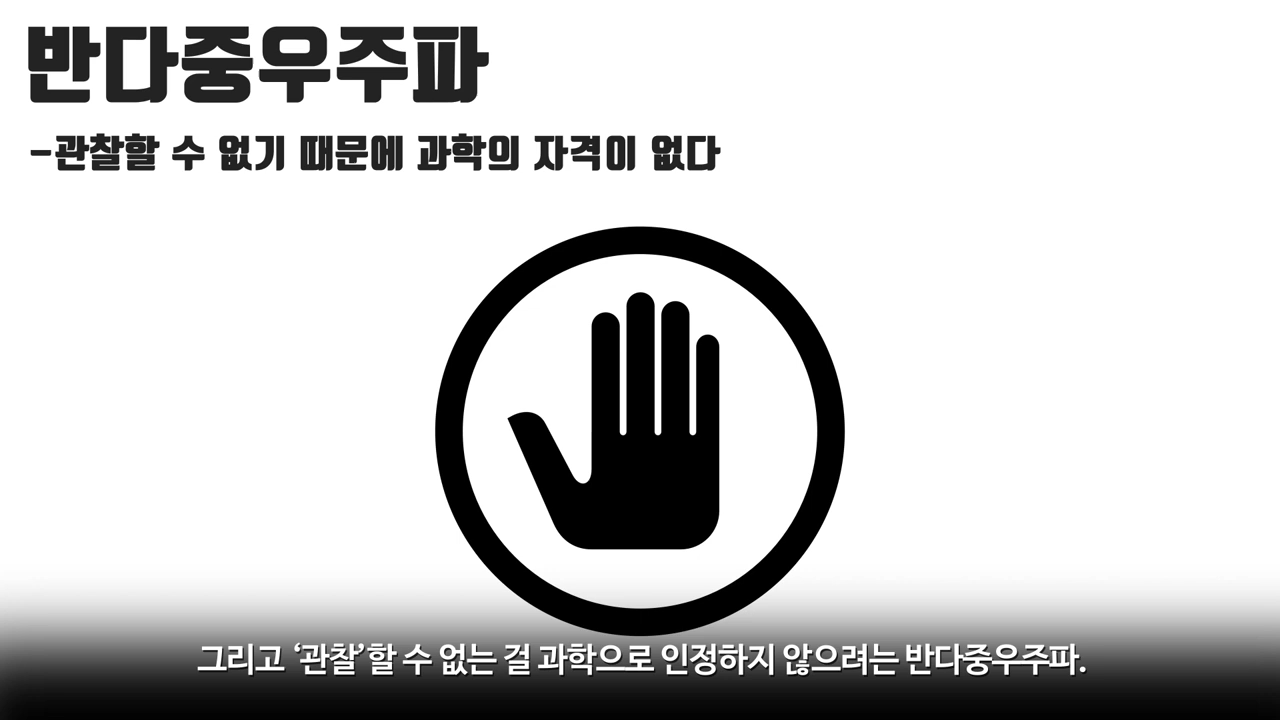 반다중우주파
-관찰할 수 없기 때문에 과학의 자격이 없다
그리고 ‘관찰’할 수 없는 걸 과학으로 인정하지 않으려는 반다중우주파.